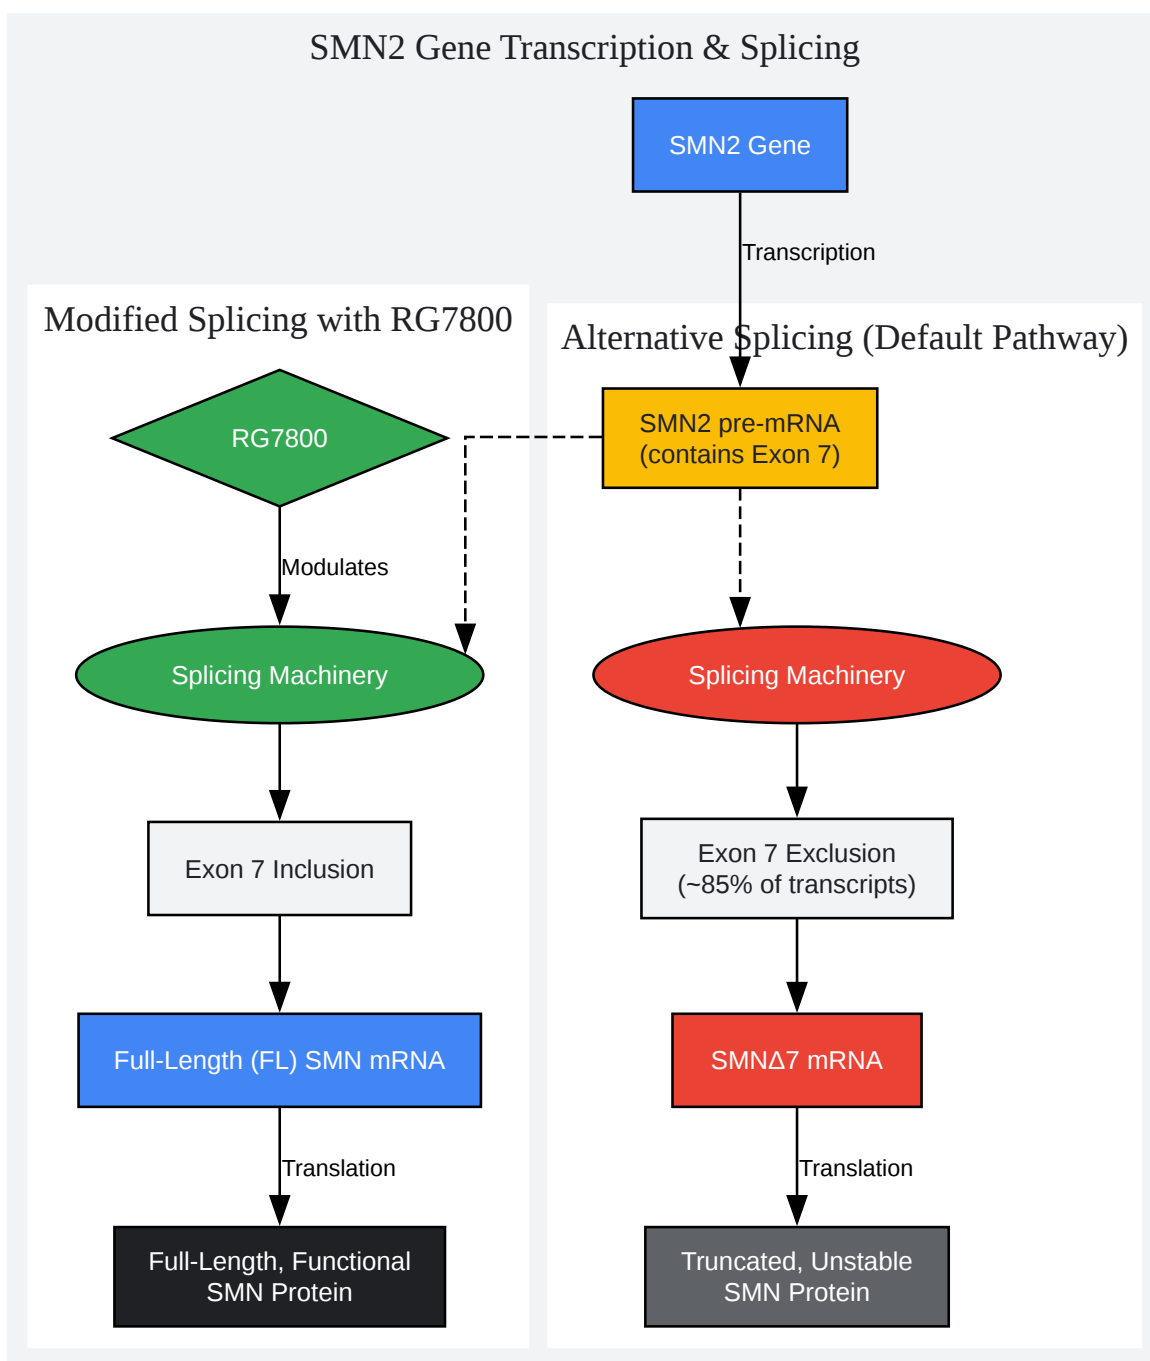 SMN2 Gene Transcription & Splicing
SMN2 Gene
Transcription
Modified Splicing with RG7800
RG7800
Modulates
Splicing Machinery
Exon 7 Inclusion
Full-Length (FL) SMN mRNA
Translation
Full-Length, Functional
SMN Protein
Alternative Splicing (Default Pathway)
SMN2 pre-mRNA
(contains Exon 7)
Splicing Machinery
Exon 7 Exclusion
(~85% of transcripts)
SMNΔ7 mRNA
Translation
Truncated, Unstable
SMN Protein